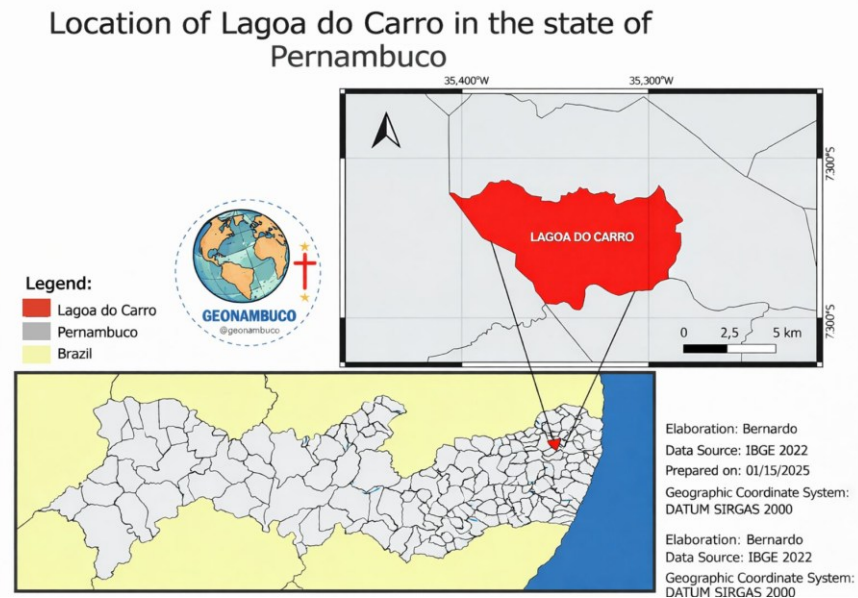 Location of Lagoa do Carro in the state of
Pernambuco
35,400°W
35,300°W
7,300°S
LAGOA DO CARRO
7,300°S
0 2,5 5 km
GEONAMBUCO
@geonambuco
Legend:
Lagoa do Carro
Pernambuco
Brazil
Elaboration: Bernardo
Data Source: IBGE 2022
Prepared on: 01/15/2025
Geographic Coordinate System:
DATUM SIRGAS 2000
Elaboration: Bernardo
Data Source: IBGE 2022
Geographic Coordinate System:
DATUM SIRGAS 2000